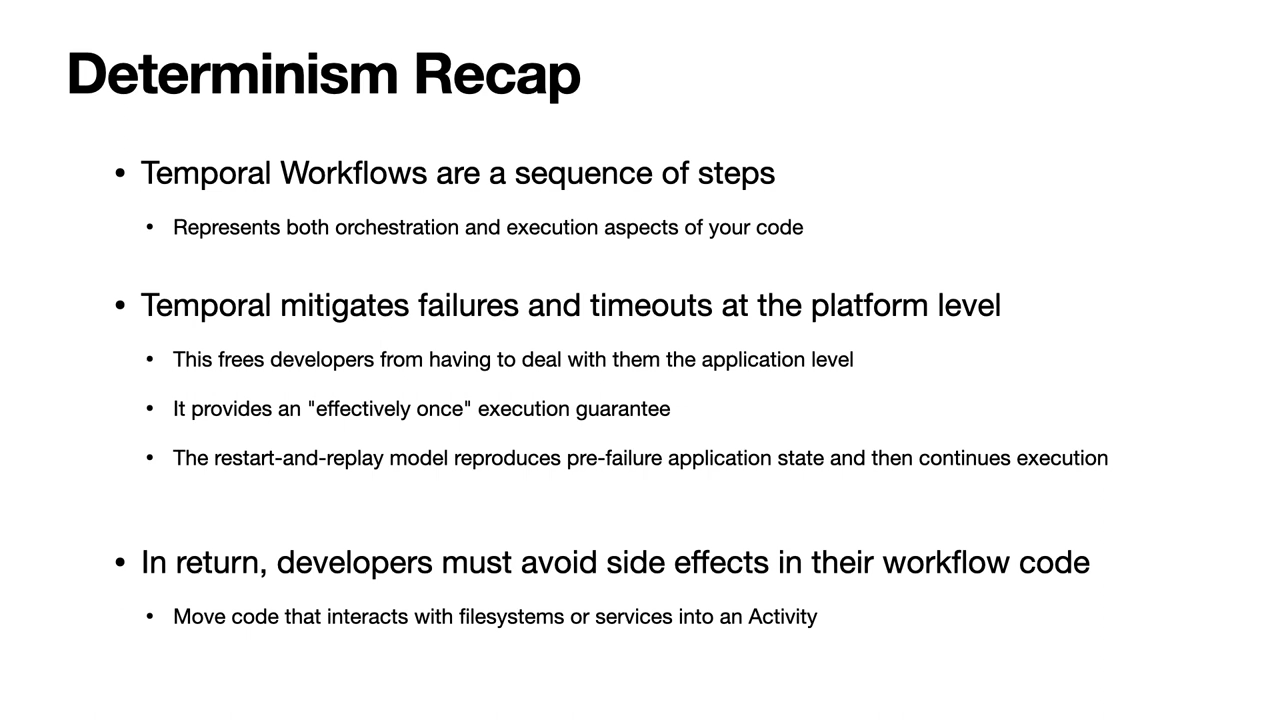 Determinism Recap
• Temporal Workflows are a sequence of steps
• Represents both orchestration and execution aspects of your code
• Temporal mitigates failures and timeouts at the platform level
• This frees developers from having to deal with them the application level
• It provides an "effectively once" execution guarantee
• The restart-and-replay model reproduces pre-failure application state and then continues execution
• In return, developers must avoid side effects in their workflow code
• Move code that interacts with filesystems or services into an Activity